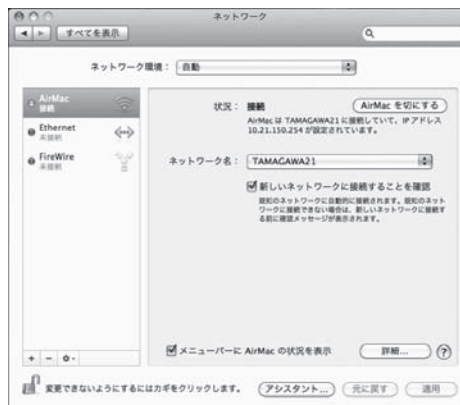 ネットワーク
すべてを表示
ネットワーク環境： 自動
AirMac
接続
Ethernet
未接続
FireWire
未接続
状況： 接続
AirMac を切にする
AirMac は TAMAGAWA21 に接続していて、IP アドレス
10.21.150.254 が設定されています。
ネットワーク名： TAMAGAWA21
新しいネットワークに接続することを確認
既知のネットワークに自動的に接続されます。既知のネット
ワークに接続できない場合は、新しいネットワークに接続す
る前に確認メッセージが表示されます。
メニューバーに AirMac の状況を表示
詳細...
?
変更できないようにするにはカギをクリックします。
アシスタント...
元に戻す
適用